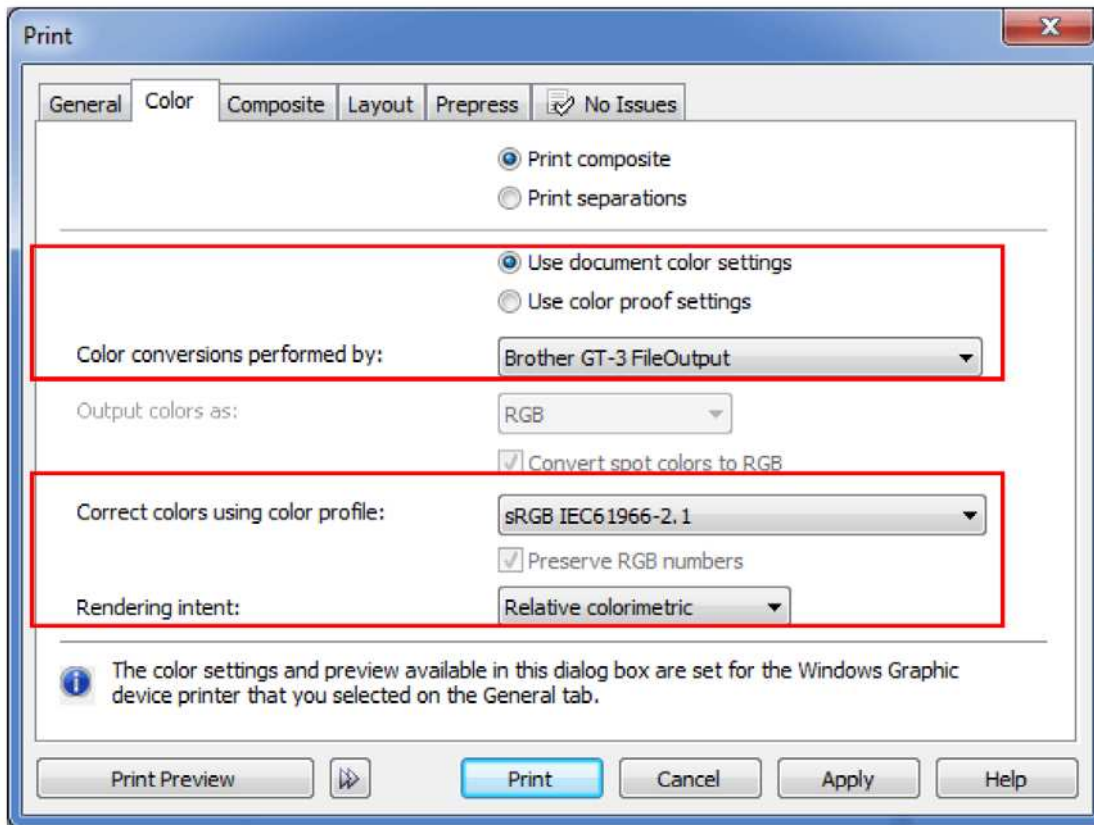 Print
General Color Composite Layout Prepress No Issues
Print composite
Print separations
Use document color settings
Use color proof settings
Color conversions performed by: Brother GT-3 FileOutput
Output colors as: RGB
Convert spot colors to RGB
Correct colors using color profile: sRGB IEC61966-2.1
Preserve RGB numbers
Rendering intent: Relative colorimetric
The color settings and preview available in this dialog box are set for the Windows Graphic
device printer that you selected on the General tab.
Print Preview Print Cancel Apply Help